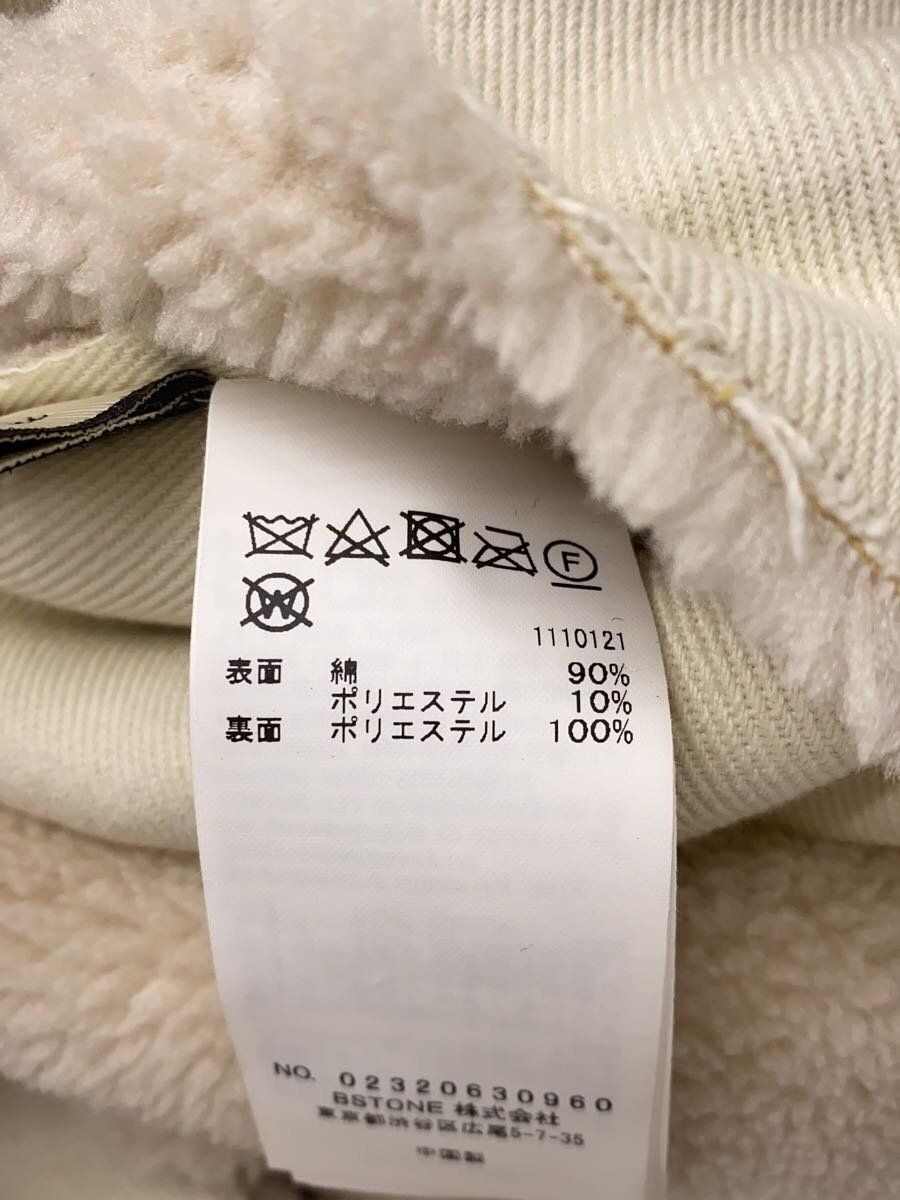 F
W
1110121
表面 綿 90%
ポリエステル 10%
裏面 ポリエステル 100%
NO. 02320630960
BSTONE 株式会社
東京都渋谷区広尾5-7-35
中国製